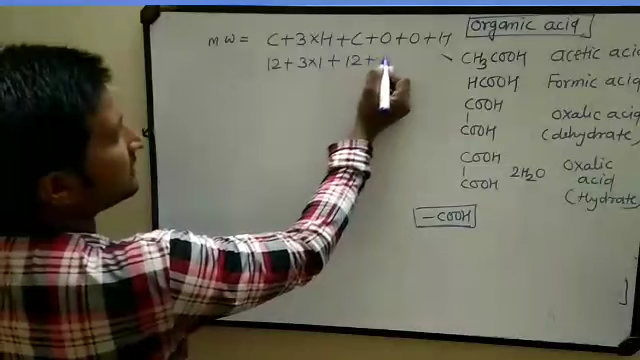 MW = C+3×H+C+O+O+H
12+3×1+12+
Organic acid
CH3COOH acetic acid
HCOOH Formic acid
COOH
|
COOH
oxalic acid
(dehydrate)
COOH
|
COOH
2H2O
oxalic
acid
(Hydrate)
-COOH